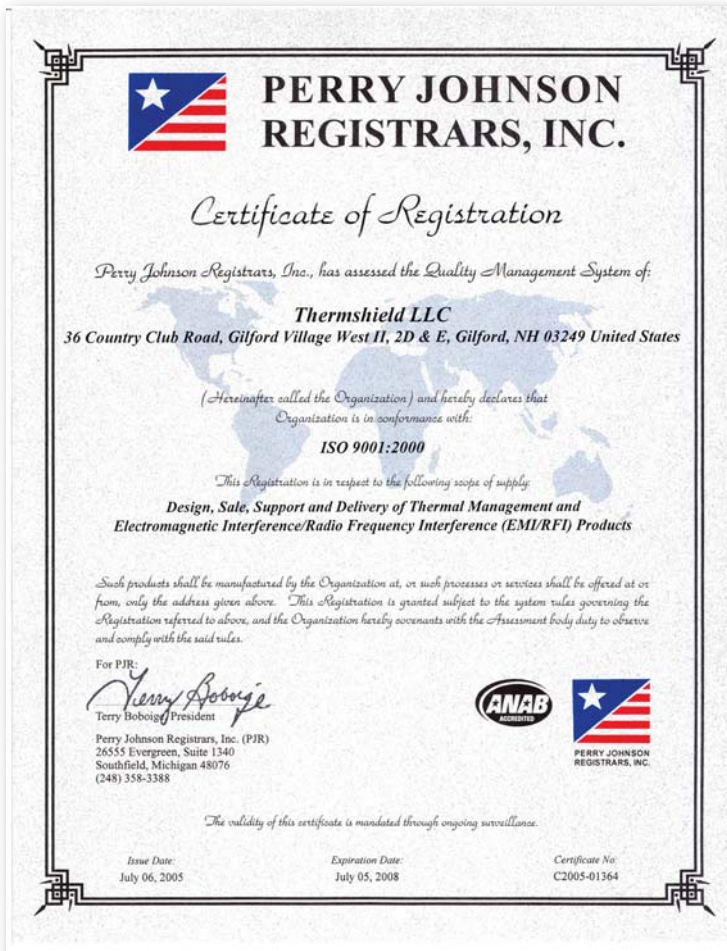 PERRY JOHNSON
REGISTRARS, INC.
Certificate of Registration
Perry Johnson Registrars, Inc., has assessed the Quality Management System of:
Thermshield LLC
36 Country Club Road, Gilford Village West II, 2D & E, Gilford, NH 03249 United States
(Hereinafter called the Organization) and hereby declares that
Organization is in conformance with:
ISO 9001:2000
This Registration is in respect to the following scope of supply:
Design, Sale, Support and Delivery of Thermal Management and
Electromagnetic Interference/Radio Frequency Interference (EMI/RFI) Products
Such products shall be manufactured by the Organization at, or such processes or services shall be offered at or
from, only the address given above. This Registration is granted subject to the system rules governing the
Registration referred to above, and the Organization hereby covenants with the Assessment body duty to observe
and comply with the said rules.
For PJR:
Terry Boboige
Terry Boboige, President
Perry Johnson Registrars, Inc. (PJR)
26555 Evergreen, Suite 1340
Southfield, Michigan 48076
(248) 358-3388
ANAB
ACCREDITED
PERRY JOHNSON
REGISTRARS, INC.
The validity of this certificate is mandated through ongoing surveillance.
Issue Date: Expiration Date: Certificate No:
July 06, 2005 July 05, 2008 C2005-01364